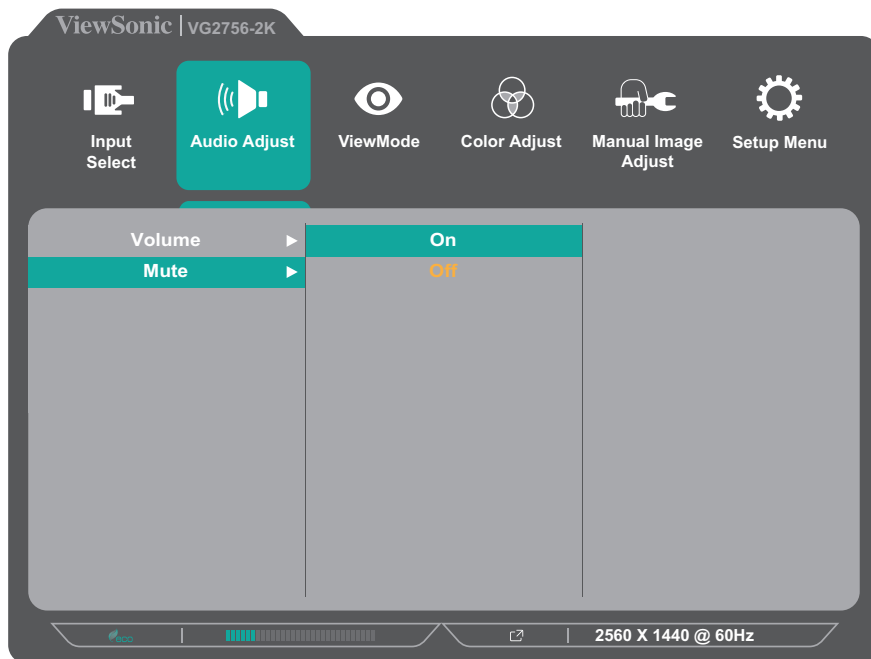 ViewSonic | VG2756-2K
Input
Select
Audio Adjust
ViewMode
Color Adjust
Manual Image
Adjust
Setup Menu
Volume
On
Mute
Off
eco
2560 X 1440 @ 60Hz